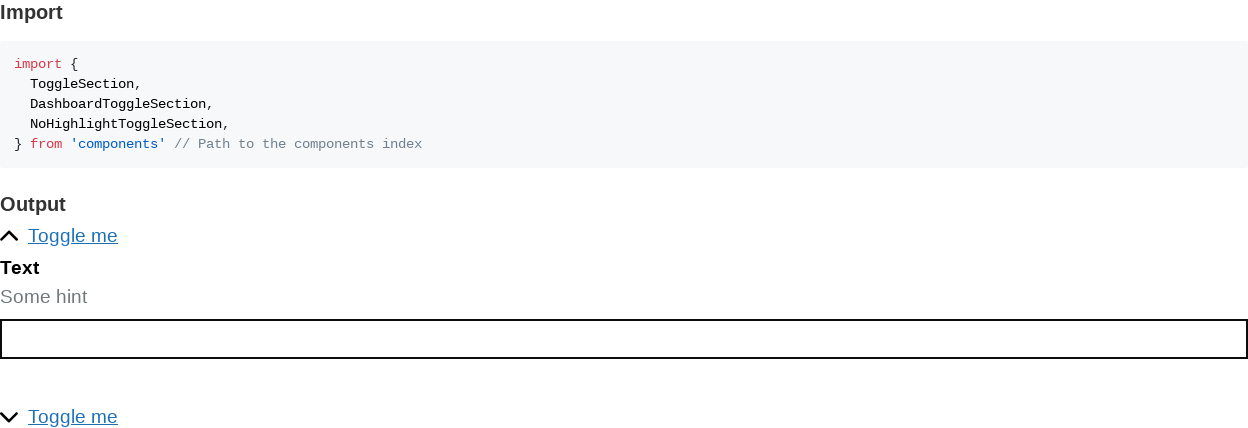 Import
import {
  ToggleSection,
  DashboardToggleSection,
  NoHighlightToggleSection,
} from 'components' // Path to the components index
Output
Toggle me
Text
Some hint
Toggle me